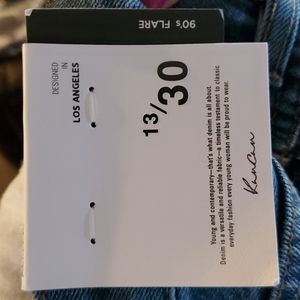 90's FLARE
DESIGNED
IN
LOS ANGELES
13/30
Young and contemporary—that's what denim is all about.
Denim is a versatile and reliable fabric—a timeless testament to classic
everyday fashion every young woman will be proud to wear.
KanCan